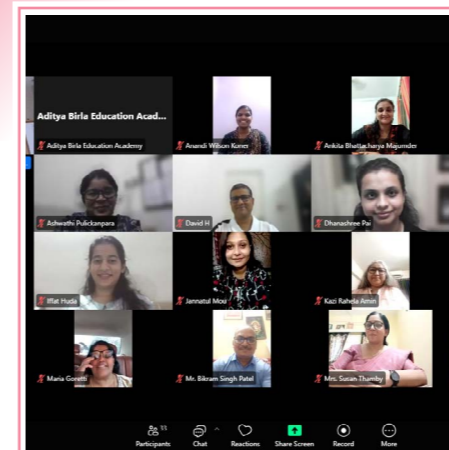 Aditya Birla Education Acad...
Aditya Birla Education Academy
Anandi Wilson Koner
Ankita Bhattacharya Majumder
Ashwathi Pulickanpara
David H
Dhanashree Pai
Iffat Huda
Jannatul Mou
Kazi Rahela Amin
Maria Goretti
Mr. Bikram Singh Patel
Mrs. Susan Thamby
33
Participants
Chat
Reactions
Share Screen
Record
More